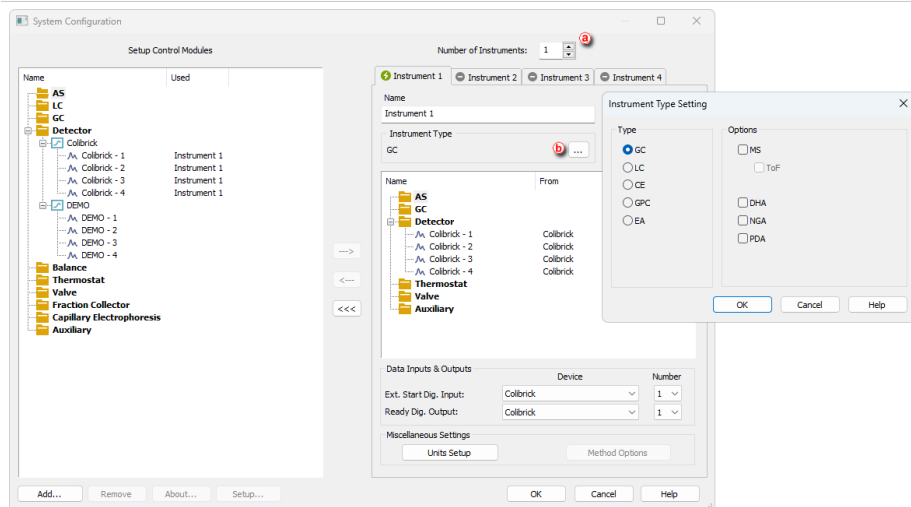 System Configuration
Setup Control Modules
Name Used
AS
LC
GC
Detector
Colibrick
Colibrick - 1 Instrument 1
Colibrick - 2 Instrument 1
Colibrick - 3 Instrument 1
Colibrick - 4 Instrument 1
DEMO
DEMO - 1
DEMO - 2
DEMO - 3
DEMO - 4
Balance
Thermostat
Valve
Fraction Collector
Capillary Electrophoresis
Auxiliary
Add... Remove About... Setup...
--->
<---
<<<
Number of Instruments: 1 a
Instrument 1 Instrument 2 Instrument 3 Instrument 4
Name
Instrument 1
Instrument Type
GC b ...
Name From
AS
GC
Detector
Colibrick - 1 Colibrick
Colibrick - 2 Colibrick
Colibrick - 3 Colibrick
Colibrick - 4 Colibrick
Thermostat
Valve
Auxiliary
Data Inputs & Outputs
Device Number
Ext. Start Dig. Input: Colibrick 1
Ready Dig. Output: Colibrick 1
Miscellaneous Settings
Units Setup Method Options
OK Cancel Help
Instrument Type Setting
Type
GC
LC
CE
GPC
EA
Options
MS
ToF
DHA
NGA
PDA
OK Cancel Help